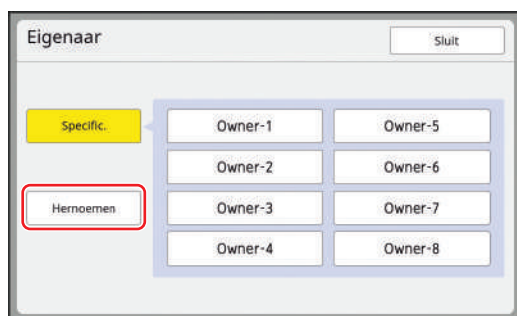 Eigenaar
Sluit
Specific.
Owner-1
Owner-5
Owner-2
Owner-6
Hernoemen
Owner-3
Owner-7
Owner-4
Owner-8